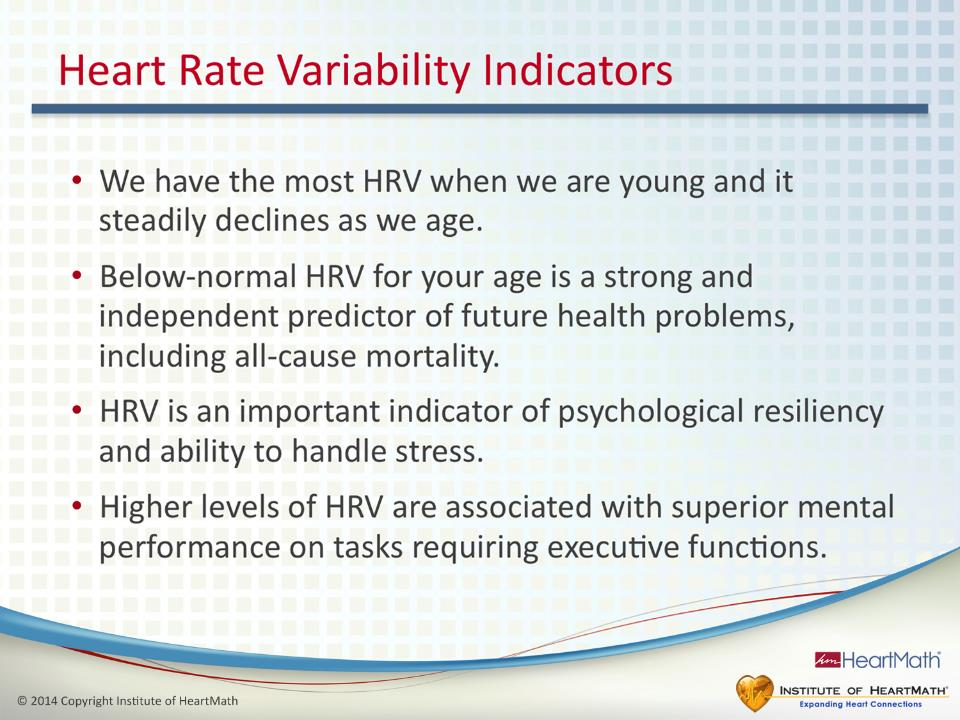 Heart Rate Variability Indicators
• We have the most HRV when we are young and it
steadily declines as we age.
• Below-normal HRV for your age is a strong and
independent predictor of future health problems,
including all-cause mortality.
• HRV is an important indicator of psychological resiliency
and ability to handle stress.
• Higher levels of HRV are associated with superior mental
performance on tasks requiring executive functions.
hm HeartMath®
© 2014 Copyright Institute of HeartMath
INSTITUTE OF HEARTMATH®
Expanding Heart Connections